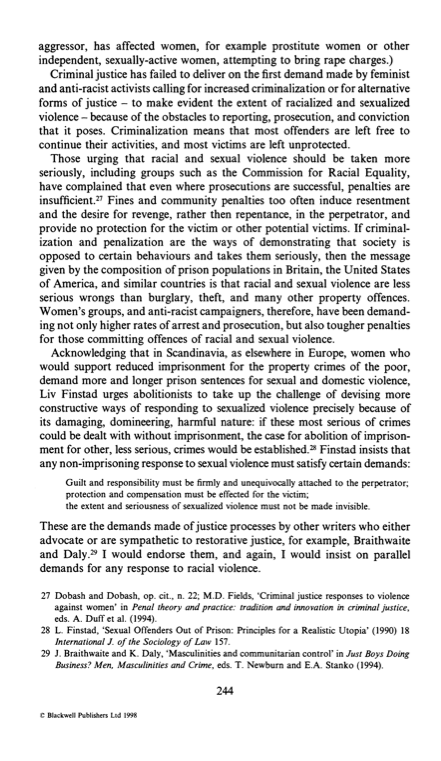 aggressor, has affected women, for example prostitute women or other
independent, sexually-active women, attempting to bring rape charges.)
Criminal justice has failed to deliver on the first demand made by feminist
and anti-racist activists calling for increased criminalization or for alternative
forms of justice – to make evident the extent of racialized and sexualized
violence – because of the obstacles to reporting, prosecution, and conviction
that it poses. Criminalization means that most offenders are left free to
continue their activities, and most victims are left unprotected.
Those urging that racial and sexual violence should be taken more
seriously, including groups such as the Commission for Racial Equality,
have complained that even where prosecutions are successful, penalties are
insufficient.27 Fines and community penalties too often induce resentment
and the desire for revenge, rather then repentance, in the perpetrator, and
provide no protection for the victim or other potential victims. If criminal-
ization and penalization are the ways of demonstrating that society is
opposed to certain behaviours and takes them seriously, then the message
given by the composition of prison populations in Britain, the United States
of America, and similar countries is that racial and sexual violence are less
serious wrongs than burglary, theft, and many other property offences.
Women's groups, and anti-racist campaigners, therefore, have been demand-
ing not only higher rates of arrest and prosecution, but also tougher penalties
for those committing offences of racial and sexual violence.
Acknowledging that in Scandinavia, as elsewhere in Europe, women who
would support reduced imprisonment for the property crimes of the poor,
demand more and longer prison sentences for sexual and domestic violence,
Liv Finstad urges abolitionists to take up the challenge of devising more
constructive ways of responding to sexualized violence precisely because of
its damaging, domineering, harmful nature: if these most serious of crimes
could be dealt with without imprisonment, the case for abolition of imprison-
ment for other, less serious, crimes would be established.28 Finstad insists that
any non-imprisoning response to sexual violence must satisfy certain demands:
Guilt and responsibility must be firmly and unequivocally attached to the perpetrator;
protection and compensation must be effected for the victim;
the extent and seriousness of sexualized violence must not be made invisible.
These are the demands made of justice processes by other writers who either
advocate or are sympathetic to restorative justice, for example, Braithwaite
and Daly.29 I would endorse them, and again, I would insist on parallel
demands for any response to racial violence.
27 Dobash and Dobash, op. cit., n. 22; M.D. Fields, 'Criminal justice responses to violence
against women' in Penal theory and practice: tradition and innovation in criminal justice,
eds. A. Duff et al. (1994).
28 L. Finstad, 'Sexual Offenders Out of Prison: Principles for a Realistic Utopia' (1990) 18
International J. of the Sociology of Law 157.
29 J. Braithwaite and K. Daly, 'Masculinities and communitarian control' in Just Boys Doing
Business? Men, Masculinities and Crime, eds. T. Newburn and E.A. Stanko (1994).
244
© Blackwell Publishers Ltd 1998